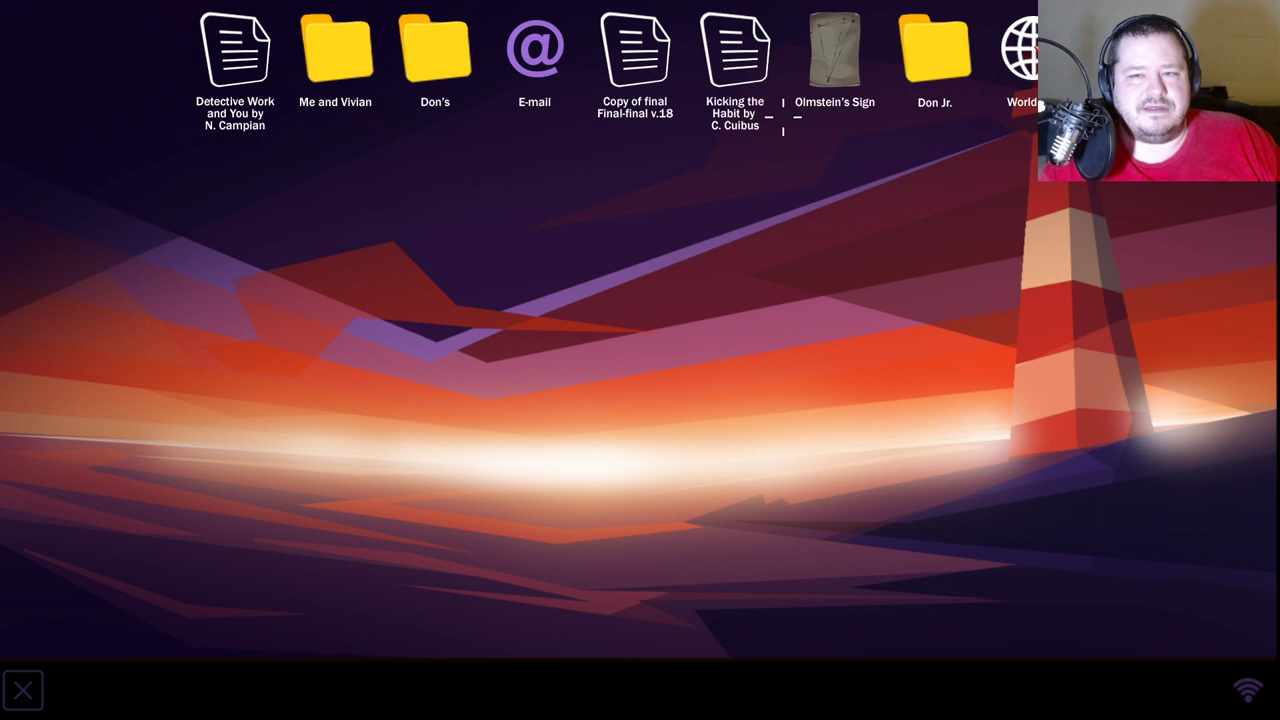 Detective Work
and You by
N. Campian
Me and Vivian
Don's
@
E-mail
Copy of final
Final-final v.18
Kicking the
Habit by
C. Cuibus
Olmstein's Sign
Don Jr.
World